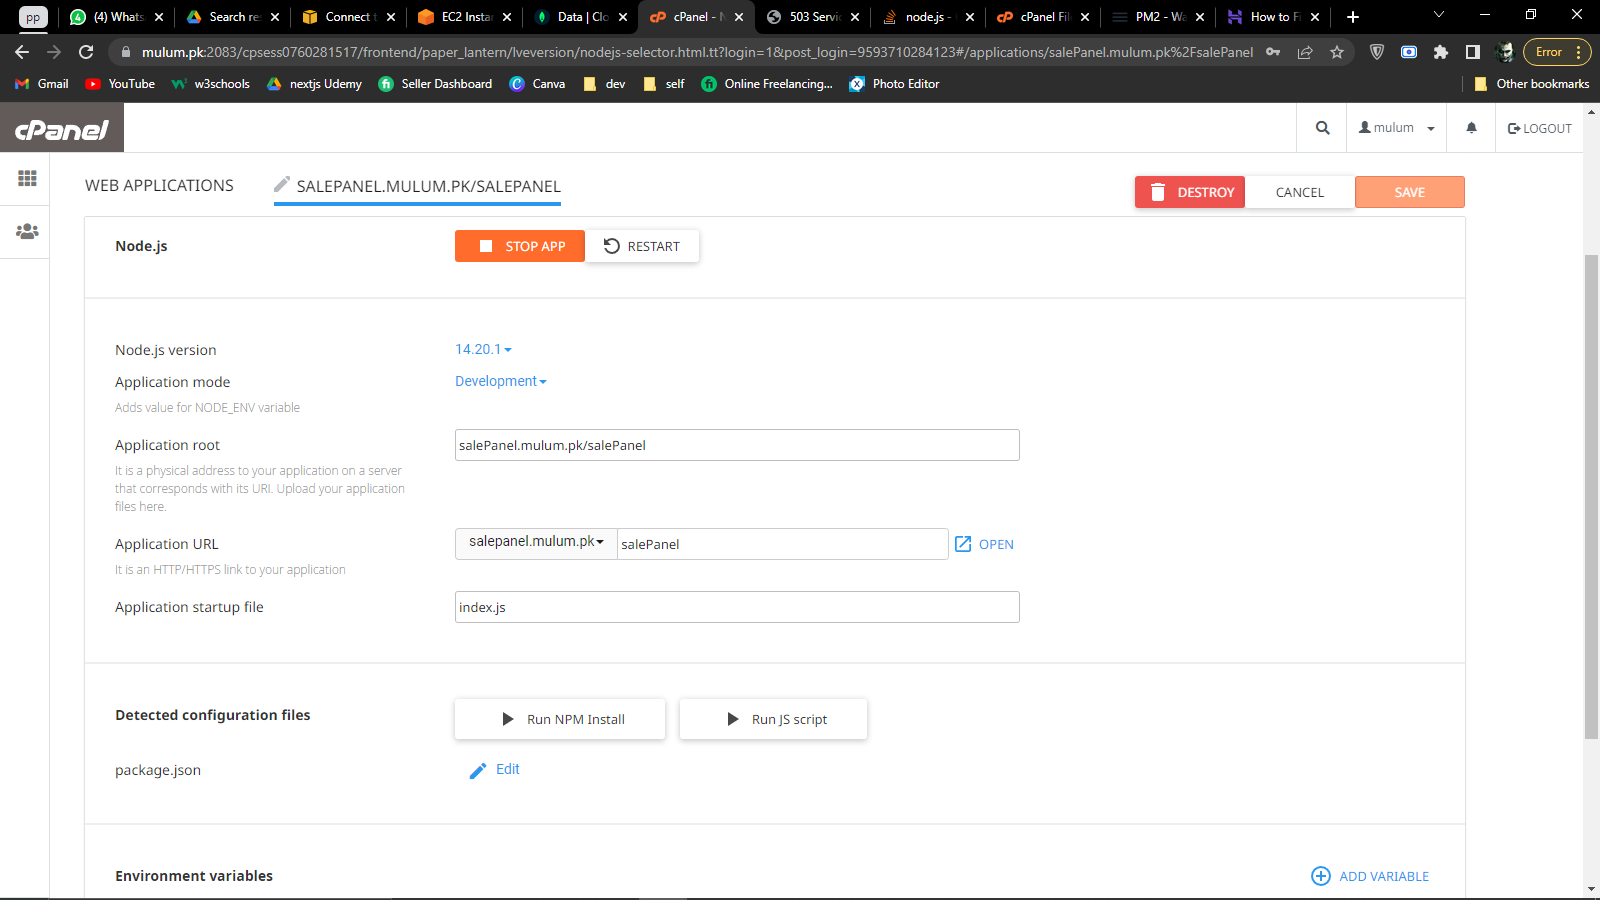 pp
(4) Whats
Search re
Connect t
EC2 Instar
Data | Clo
cPanel - N
503 Servic
node.js -
cPanel File
PM2 - Wa
How to Fi
mulum.pk:2083/cpsess0760281517/frontend/paper_lantern/lveversion/nodejs-selector.html.tt?login=1&post_login=9593710284123#/applications/salePanel.mulum.pk%2FsalePanel
Error
Gmail
YouTube
w3schools
nextjs Udemy
Seller Dashboard
Canva
dev
self
Online Freelancing...
Photo Editor
Other bookmarks
cPanel
mulum
LOGOUT
WEB APPLICATIONS
SALEPANEL.MULUM.PK/SALEPANEL
DESTROY
CANCEL
SAVE
Node.js
STOP APP
RESTART
Node.js version
14.20.1
Application mode
Development
Adds value for NODE_ENV variable
Application root
salePanel.mulum.pk/salePanel
It is a physical address to your application on a server
that corresponds with its URI. Upload your application
files here.
Application URL
salepanel.mulum.pk
salePanel
OPEN
It is an HTTP/HTTPS link to your application
Application startup file
index.js
Detected configuration files
Run NPM Install
Run JS script
package.json
Edit
Environment variables
ADD VARIABLE